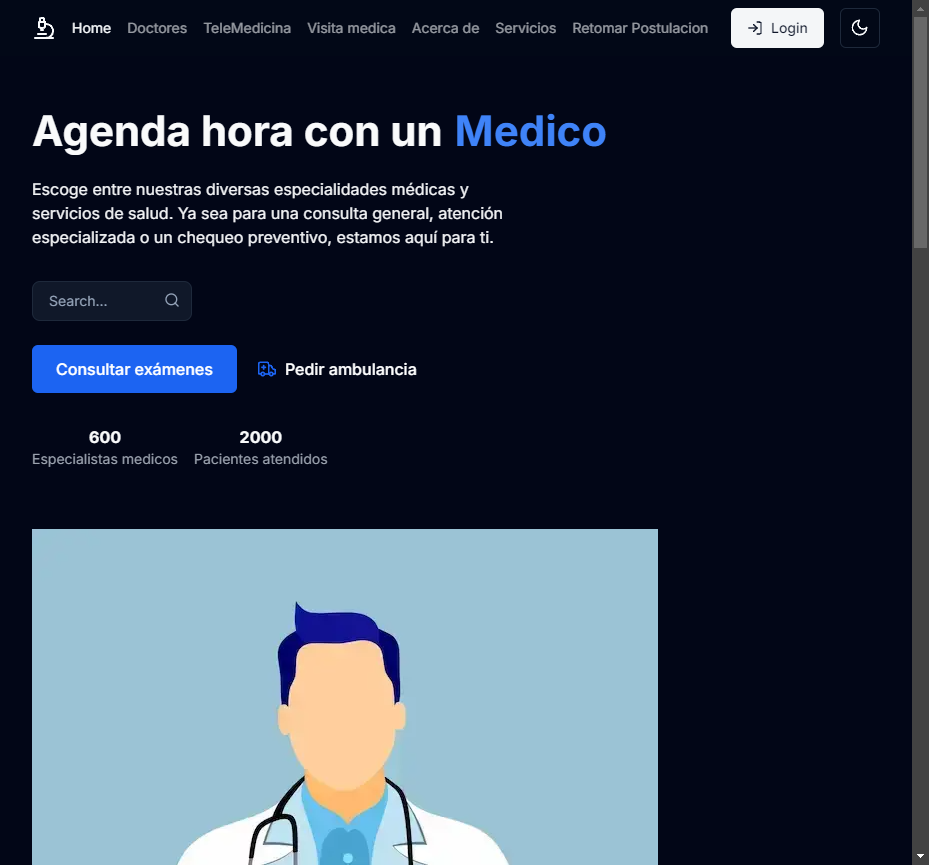 Home Doctores TeleMedicina Visita medica Acerca de Servicios Retomar Postulacion Login
Agenda hora con un Medico
Escoge entre nuestras diversas especialidades médicas y
servicios de salud. Ya sea para una consulta general, atención
especializada o un chequeo preventivo, estamos aquí para ti.
Search...
Consultar exámenes Pedir ambulancia
600 2000
Especialistas medicos Pacientes atendidos